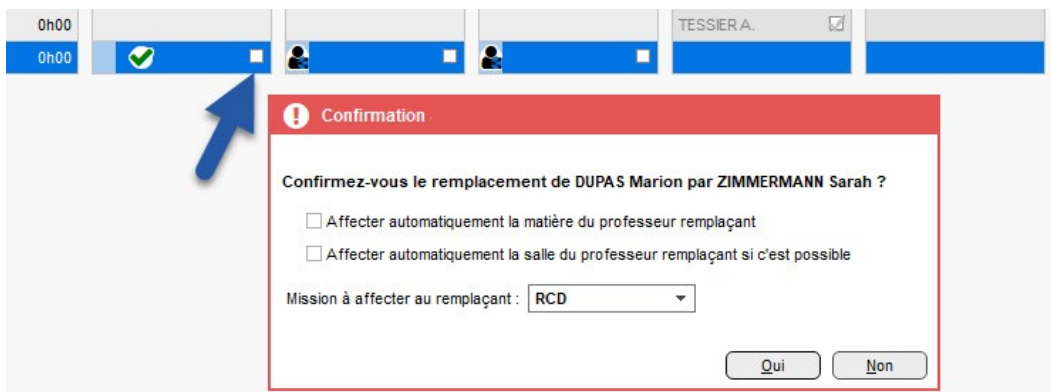 0h00 TESSIER A.
0h00
Confirmation
Confirmez-vous le remplacement de DUPAS Marion par ZIMMERMANN Sarah ?
Affecter automatiquement la matière du professeur remplaçant
Affecter automatiquement la salle du professeur remplaçant si c'est possible
Mission à affecter au remplaçant : RCD
Oui Non